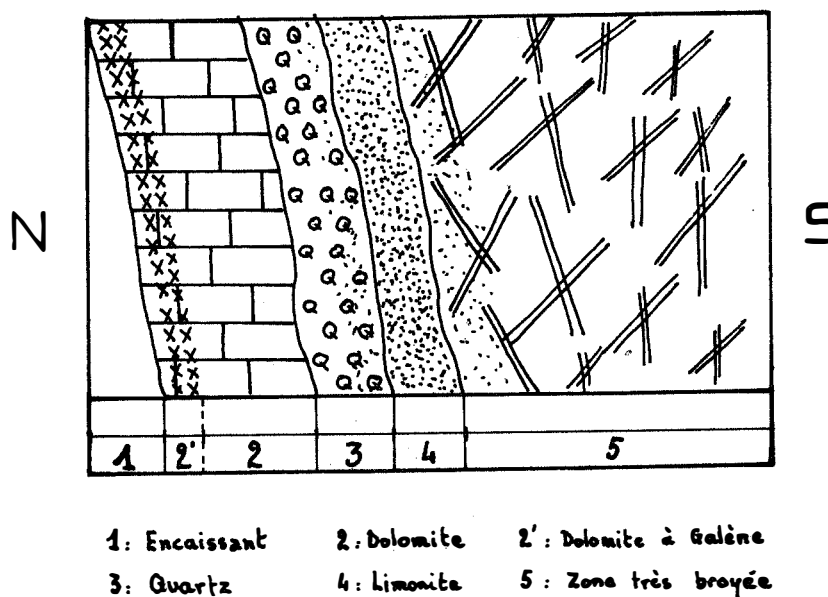 N S
1 2' 2 3 4 5
1: Encaissant 2: Dolomite 2': Dolomite à Galène
3: Quartz 4: Limonite 5: Zone très broyée